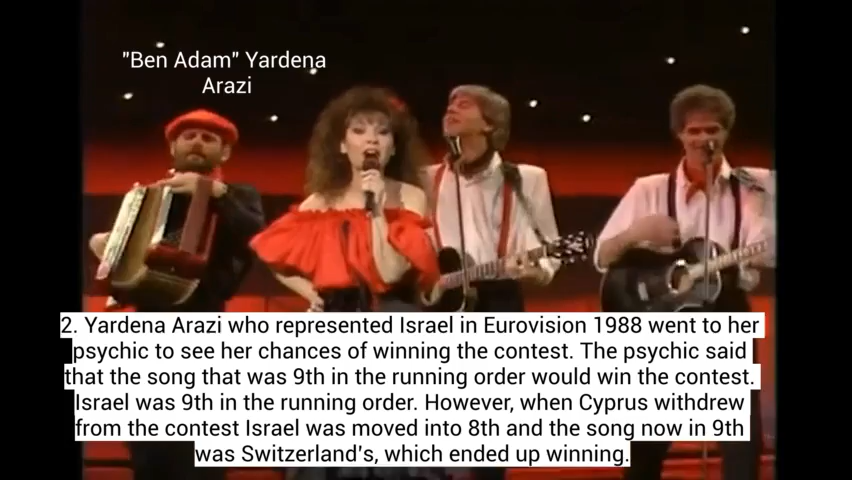 "Ben Adam" Yardena
Arazi
2. Yardena Arazi who represented Israel in Eurovision 1988 went to her
psychic to see her chances of winning the contest. The psychic said
that the song that was 9th in the running order would win the contest.
Israel was 9th in the running order. However, when Cyprus withdrew
from the contest Israel was moved into 8th and the song now in 9th
was Switzerland's, which ended up winning.